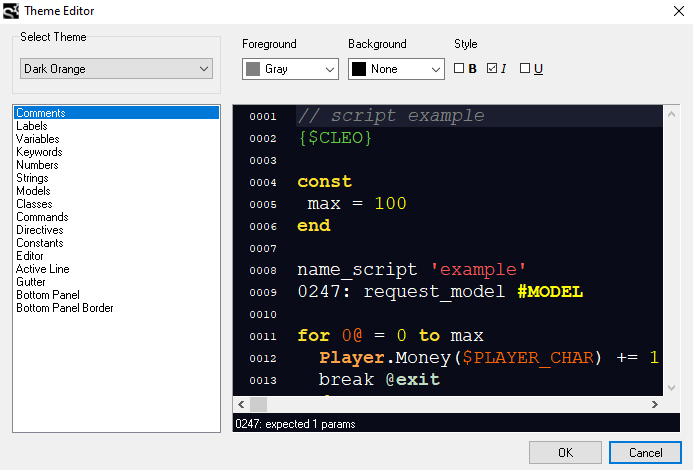 Theme Editor
Select Theme
Dark Orange
Foreground
Gray
Background
None
Style
B
I
U
Comments
Labels
Variables
Keywords
Numbers
Strings
Models
Classes
Commands
Directives
Constants
Editor
Active Line
Gutter
Bottom Panel
Bottom Panel Border
0001 // script example
0002 {$CLEO}
0003
0004 const
0005 max = 100
0006 end
0007
0008 name_script 'example'
0009 0247: request_model #MODEL
0010
0011 for 0@ = 0 to max
0012 Player.Money($PLAYER_CHAR) += 1
0013 break @exit
0247: expected 1 params
OK
Cancel